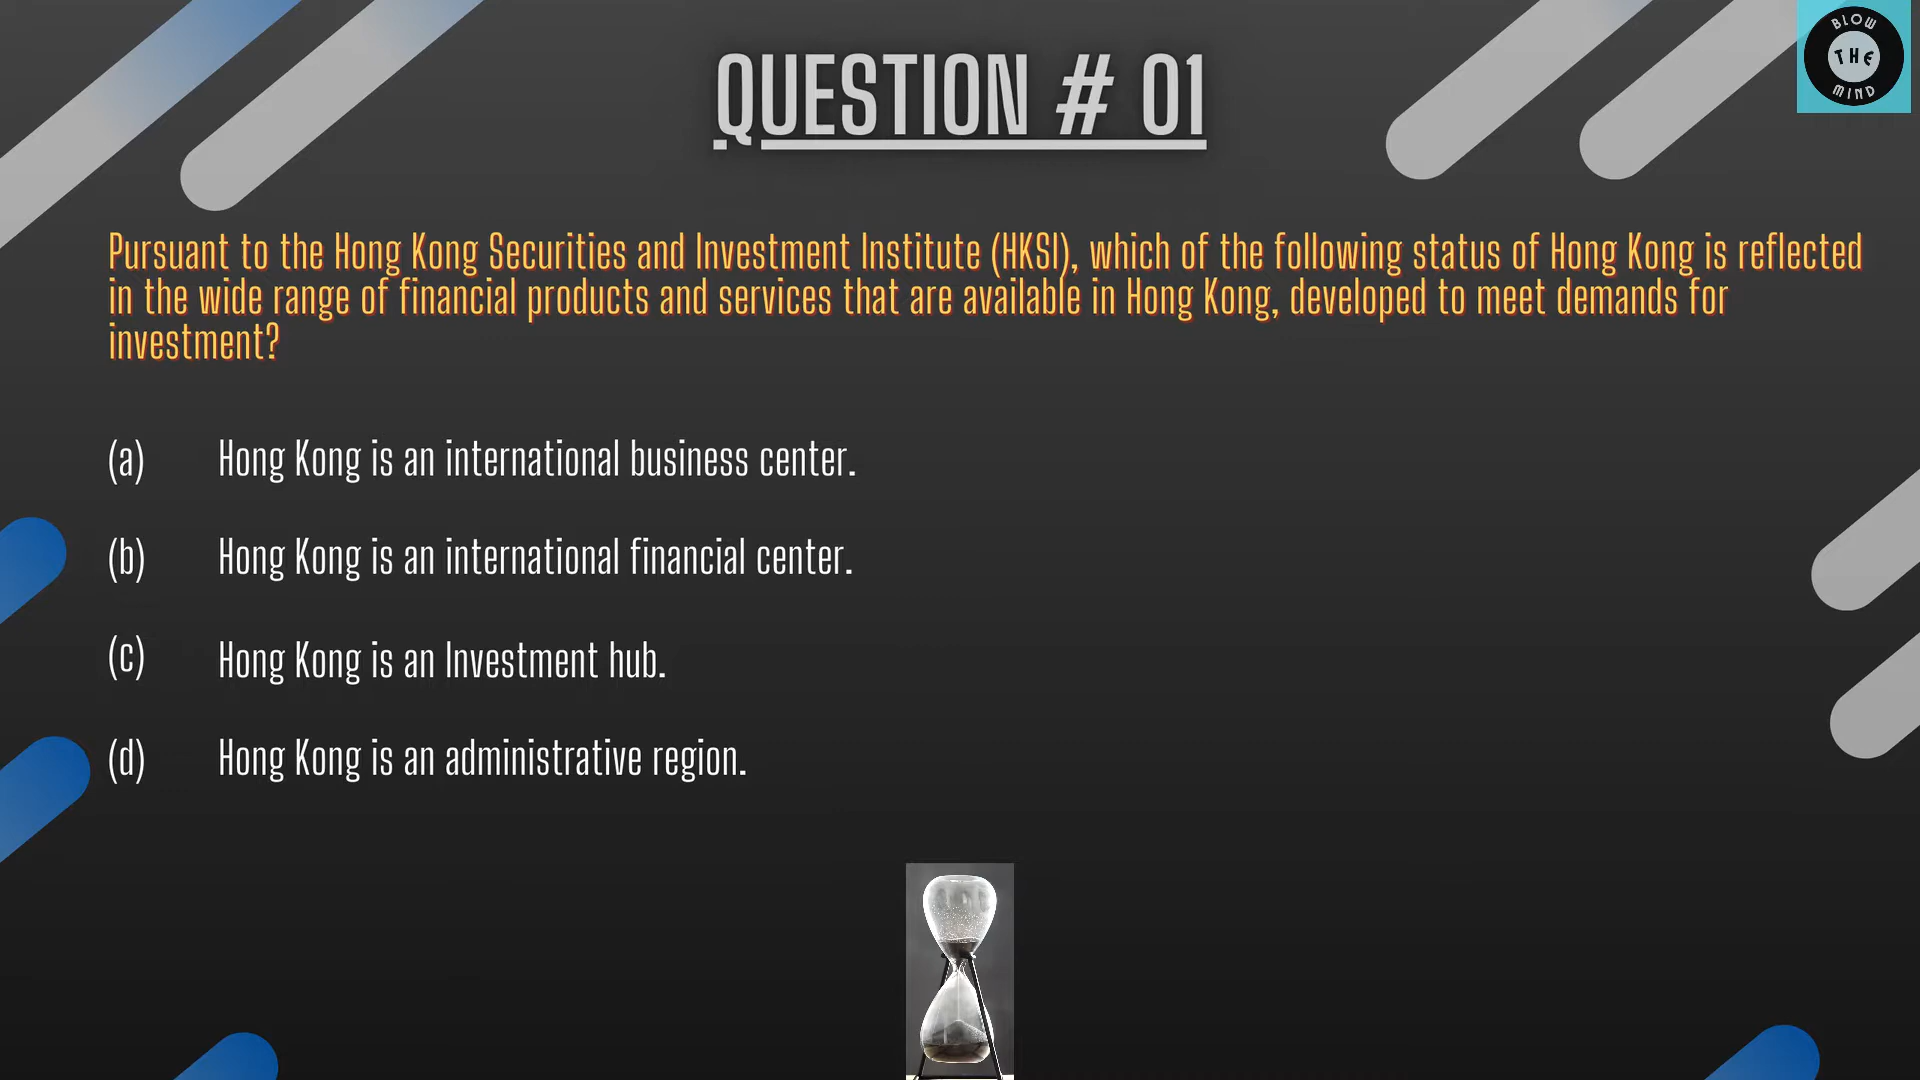 BLOW
THE
MIND
QUESTION # 01
Pursuant to the Hong Kong Securities and Investment Institute (HKSI), which of the following status of Hong Kong is reflected
in the wide range of financial products and services that are available in Hong Kong, developed to meet demands for
investment?
(a) Hong Kong is an international business center.
(b) Hong Kong is an international financial center.
(c) Hong Kong is an Investment hub.
(d) Hong Kong is an administrative region.